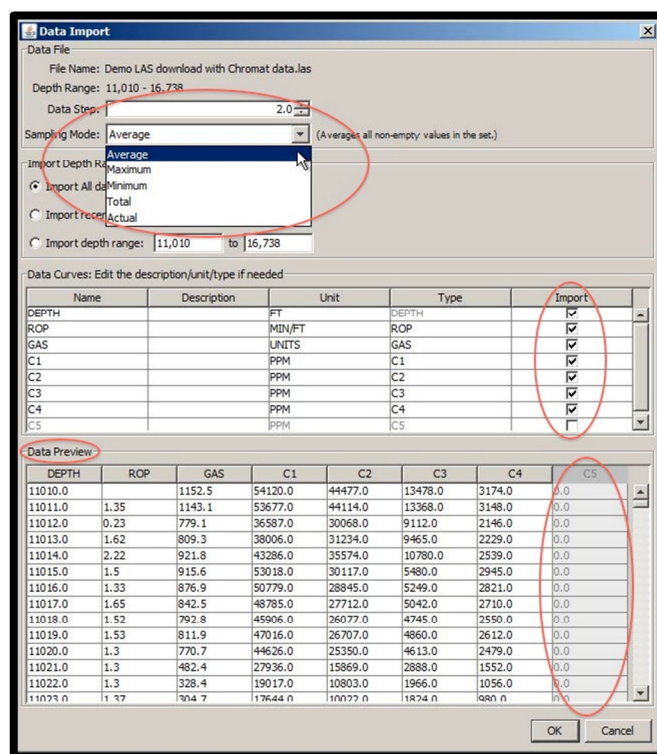 Data Import
Data File
File Name: Demo LAS download with Chromat data.las
Depth Range: 11,010 - 16,738
Data Step: 2.0
Sampling Mode: Average (Averages all non-empty values in the set.)
Average
Maximum
Minimum
Total
Actual
Import Depth Ra
Import All da
Import recen
Import depth range: 11,010 to 16,738
Data Curves: Edit the description/unit/type if needed
Name Description Unit Type Import
DEPTH FT DEPTH
ROP MIN/FT ROP
GAS UNITS GAS
C1 PPM C1
C2 PPM C2
C3 PPM C3
C4 PPM C4
C5 PPM C5
Data Preview
DEPTH ROP GAS C1 C2 C3 C4 C5
11010.0 1152.5 54120.0 44477.0 13478.0 3174.0 0.0
11011.0 1.35 1143.1 53677.0 44114.0 13368.0 3148.0 0.0
11012.0 0.23 779.1 36587.0 30068.0 9112.0 2146.0 0.0
11013.0 1.62 809.3 38006.0 31234.0 9465.0 2229.0 0.0
11014.0 2.22 921.8 43286.0 35574.0 10780.0 2539.0 0.0
11015.0 1.5 915.6 53018.0 30117.0 5480.0 2945.0 0.0
11016.0 1.33 876.9 50779.0 28845.0 5249.0 2821.0 0.0
11017.0 1.65 842.5 48785.0 27712.0 5042.0 2710.0 0.0
11018.0 1.52 792.8 45906.0 26077.0 4745.0 2550.0 0.0
11019.0 1.53 811.9 47016.0 26707.0 4860.0 2612.0 0.0
11020.0 1.3 770.7 44626.0 25350.0 4613.0 2479.0 0.0
11021.0 1.3 482.4 27936.0 15869.0 2888.0 1552.0 0.0
11022.0 1.3 328.4 19017.0 10803.0 1966.0 1056.0 0.0
11023.0 1.37 304.7 17644.0 10022.0 1824.0 980.0 0.0
OK Cancel